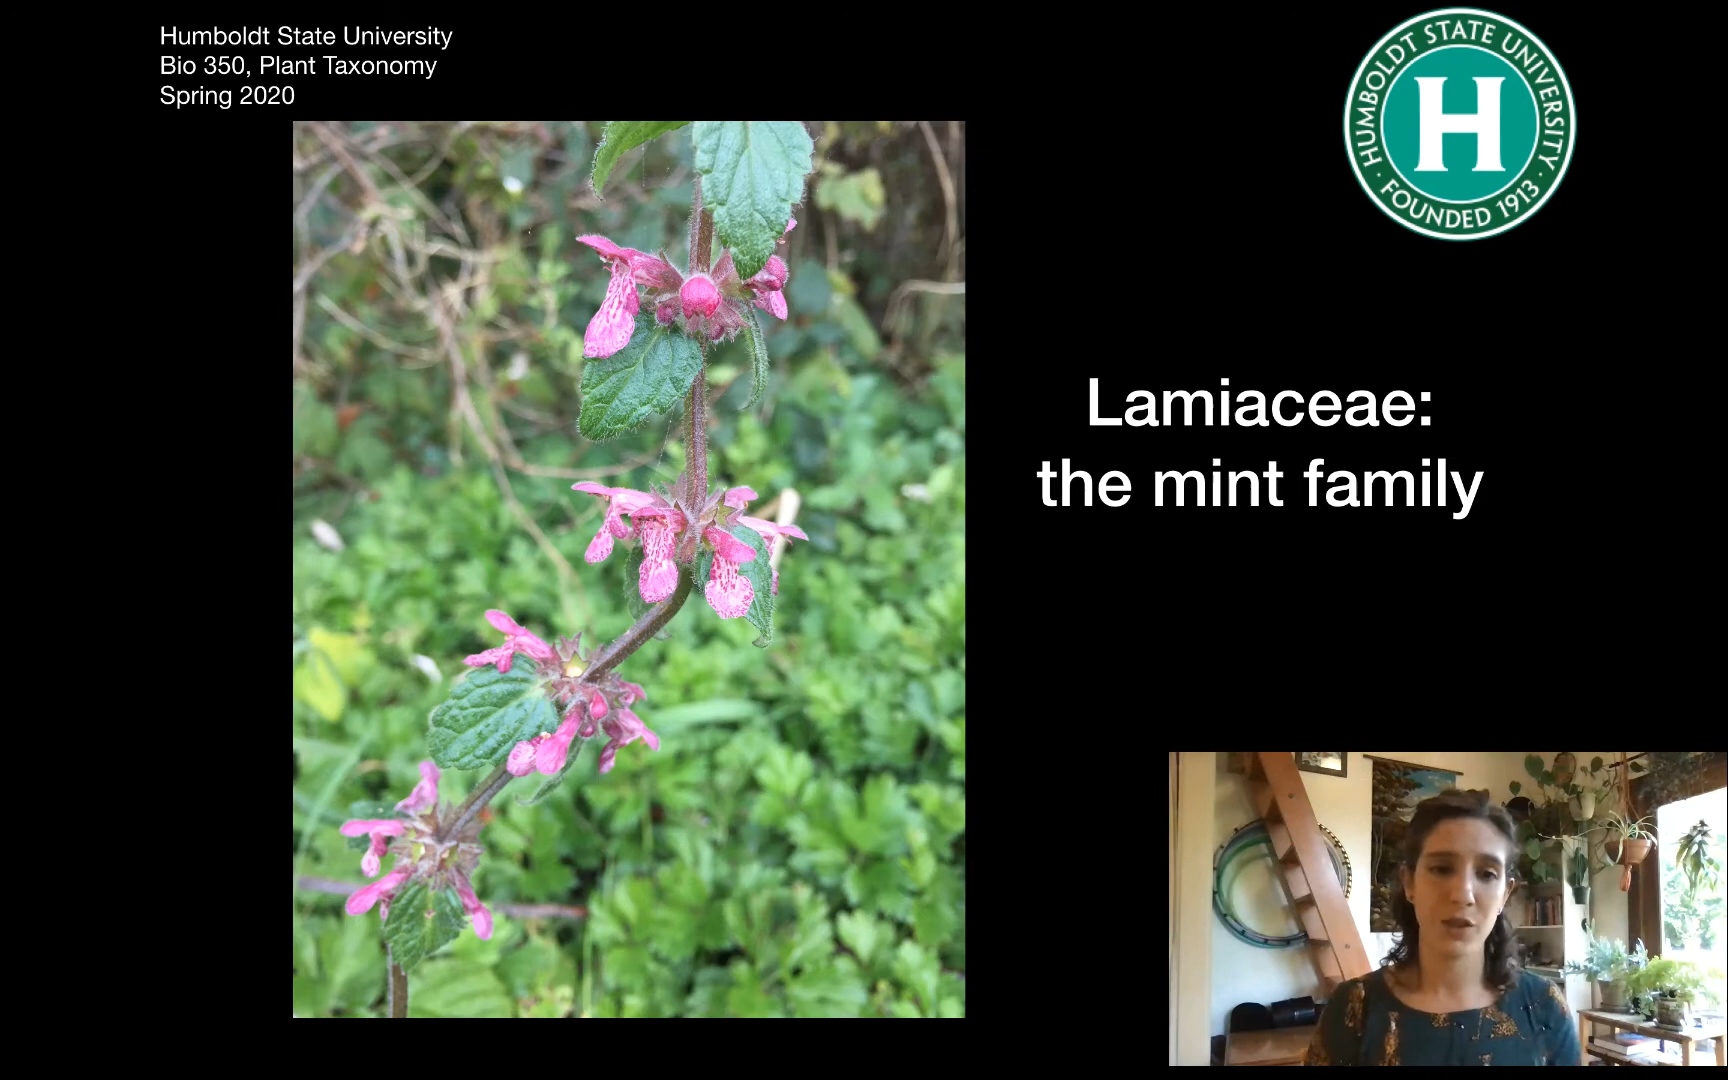 Humboldt State University
Bio 350, Plant Taxonomy
Spring 2020
HUMBOLDT STATE UNIVERSITY
H
· FOUNDED 1913 ·
Lamiaceae:
the mint family